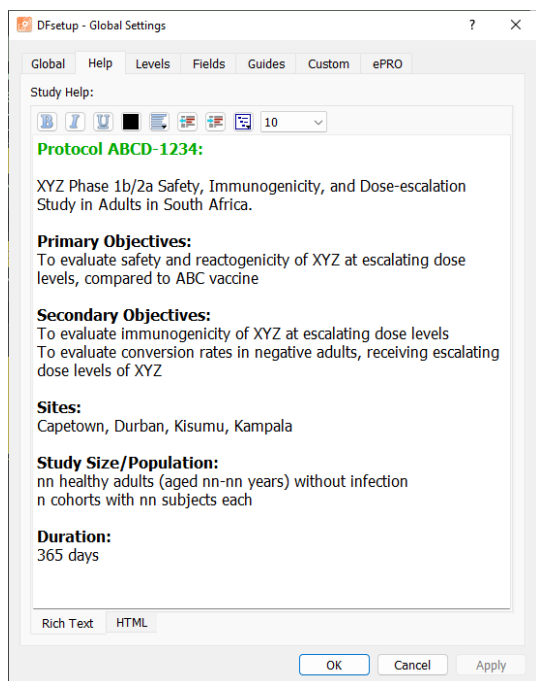 DFsetup - Global Settings
? ×
Global Help Levels Fields Guides Custom ePRO
Study Help:
B I U 10
Protocol ABCD-1234:
XYZ Phase 1b/2a Safety, Immunogenicity, and Dose-escalation
Study in Adults in South Africa.
Primary Objectives:
To evaluate safety and reactogenicity of XYZ at escalating dose
levels, compared to ABC vaccine
Secondary Objectives:
To evaluate immunogenicity of XYZ at escalating dose levels
To evaluate conversion rates in negative adults, receiving escalating
dose levels of XYZ
Sites:
Capetown, Durban, Kisumu, Kampala
Study Size/Population:
nn healthy adults (aged nn-nn years) without infection
n cohorts with nn subjects each
Duration:
365 days
Rich Text HTML
OK Cancel Apply